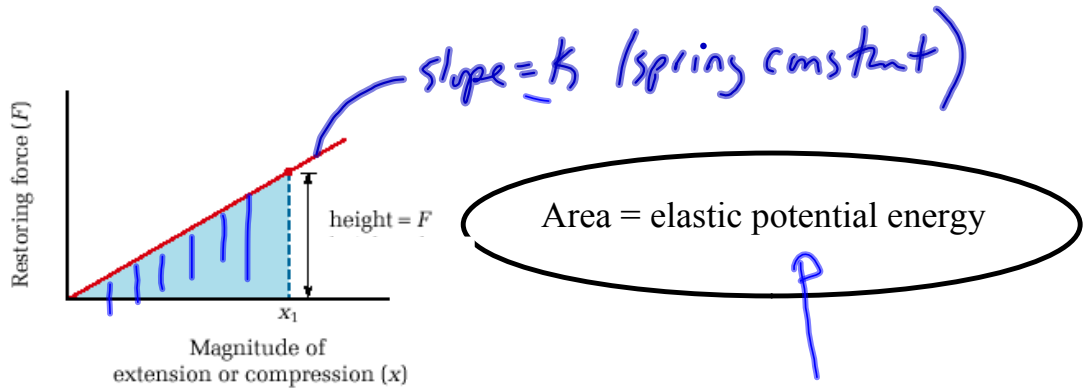 slope = k (spring constant)
Restoring force (F)
height = F
Area = elastic potential energy
x₁
Magnitude of
extension or compression (x)